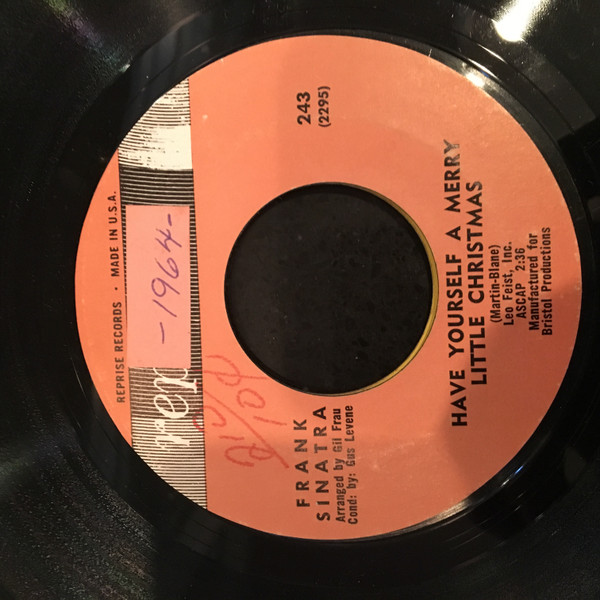 REPRISE RECORDS · MADE IN U.S.A.
rep
-1964-
243
(2295)
FRANK
SINATRA
Arranged by Gil Frau
Cond: by: Gus Levene
HAVE YOURSELF A MERRY
LITTLE CHRISTMAS
(Martin-Blane)
Leo Feist, Inc.
ASCAP 2:36
Manufactured for
Bristol Productions